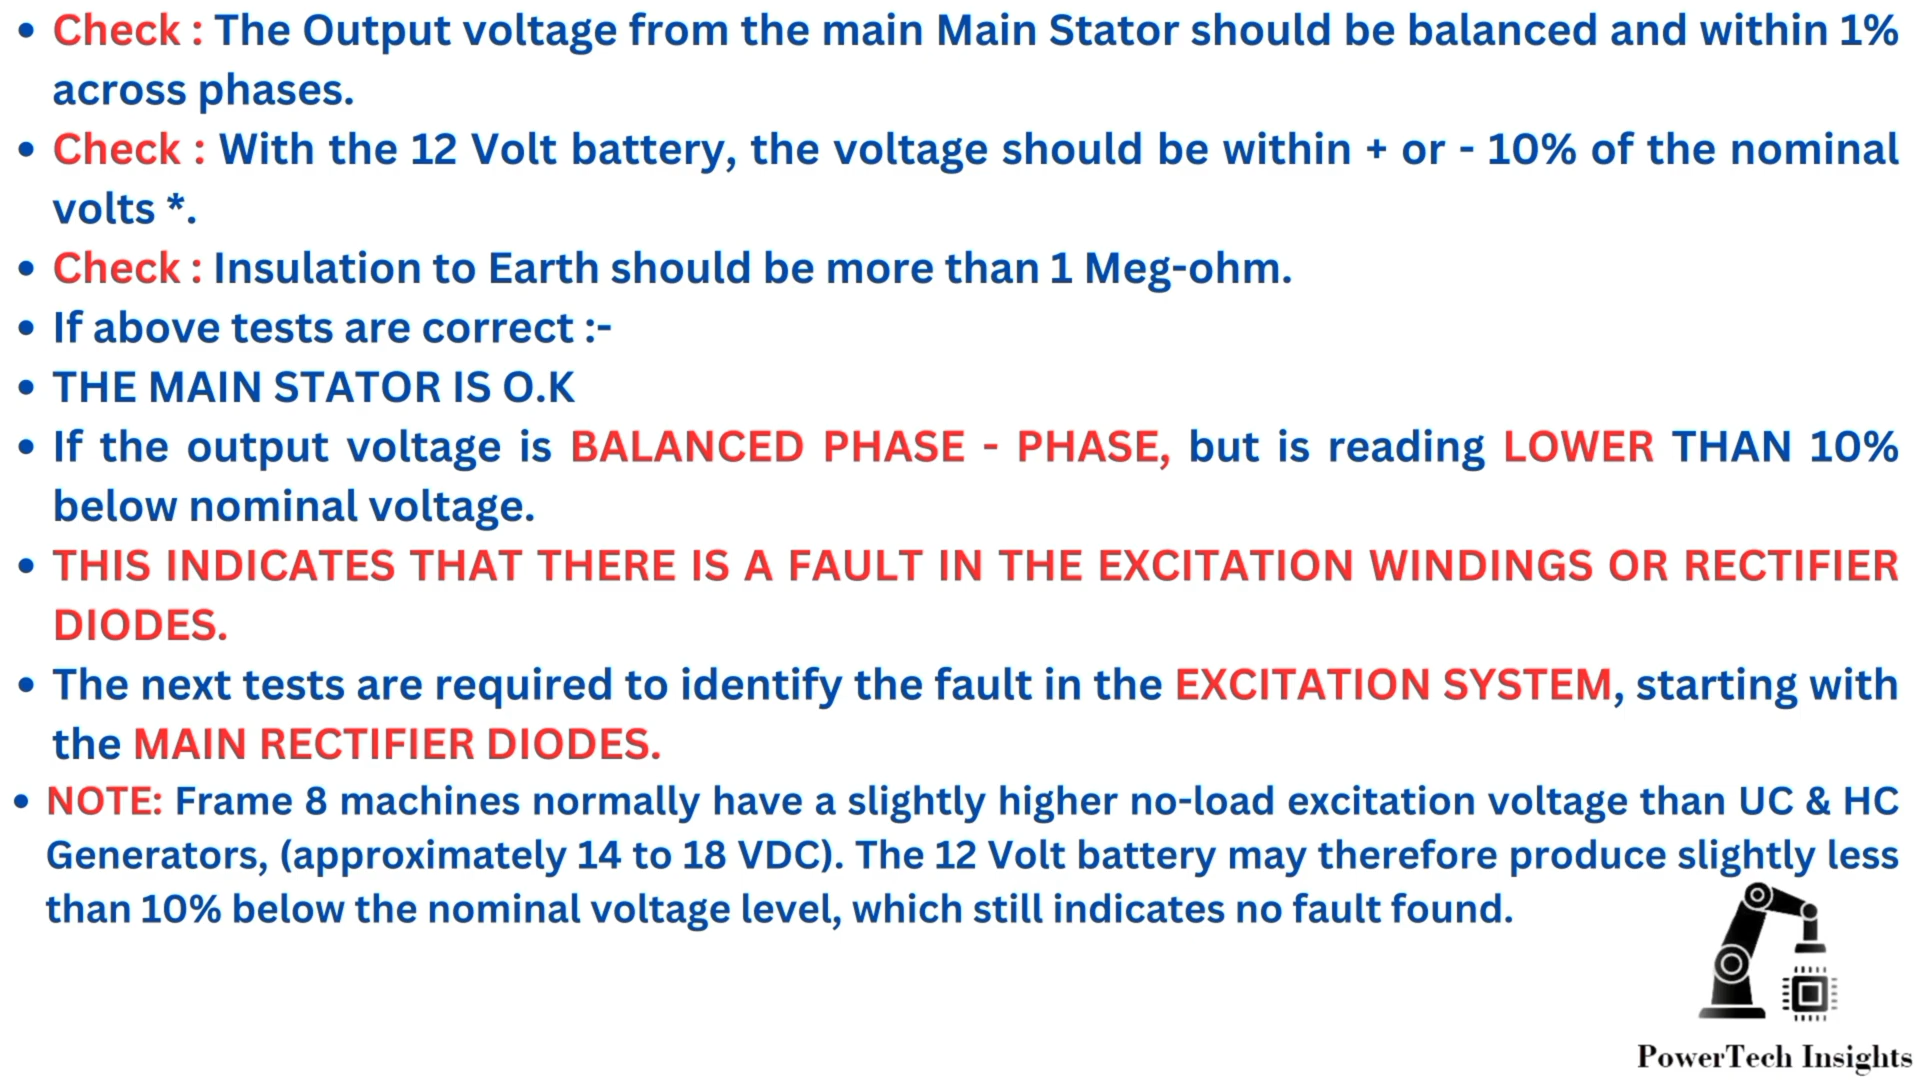 • Check : The Output voltage from the main Main Stator should be balanced and within 1%
across phases.
• Check : With the 12 Volt battery, the voltage should be within + or - 10% of the nominal
volts *.
• Check : Insulation to Earth should be more than 1 Meg-ohm.
• If above tests are correct :-
• THE MAIN STATOR IS O.K
• If the output voltage is BALANCED PHASE - PHASE, but is reading LOWER THAN 10%
below nominal voltage.
• THIS INDICATES THAT THERE IS A FAULT IN THE EXCITATION WINDINGS OR RECTIFIER
DIODES.
• The next tests are required to identify the fault in the EXCITATION SYSTEM, starting with
the MAIN RECTIFIER DIODES.
• NOTE: Frame 8 machines normally have a slightly higher no-load excitation voltage than UC & HC
Generators, (approximately 14 to 18 VDC). The 12 Volt battery may therefore produce slightly less
than 10% below the nominal voltage level, which still indicates no fault found.
PowerTech Insights